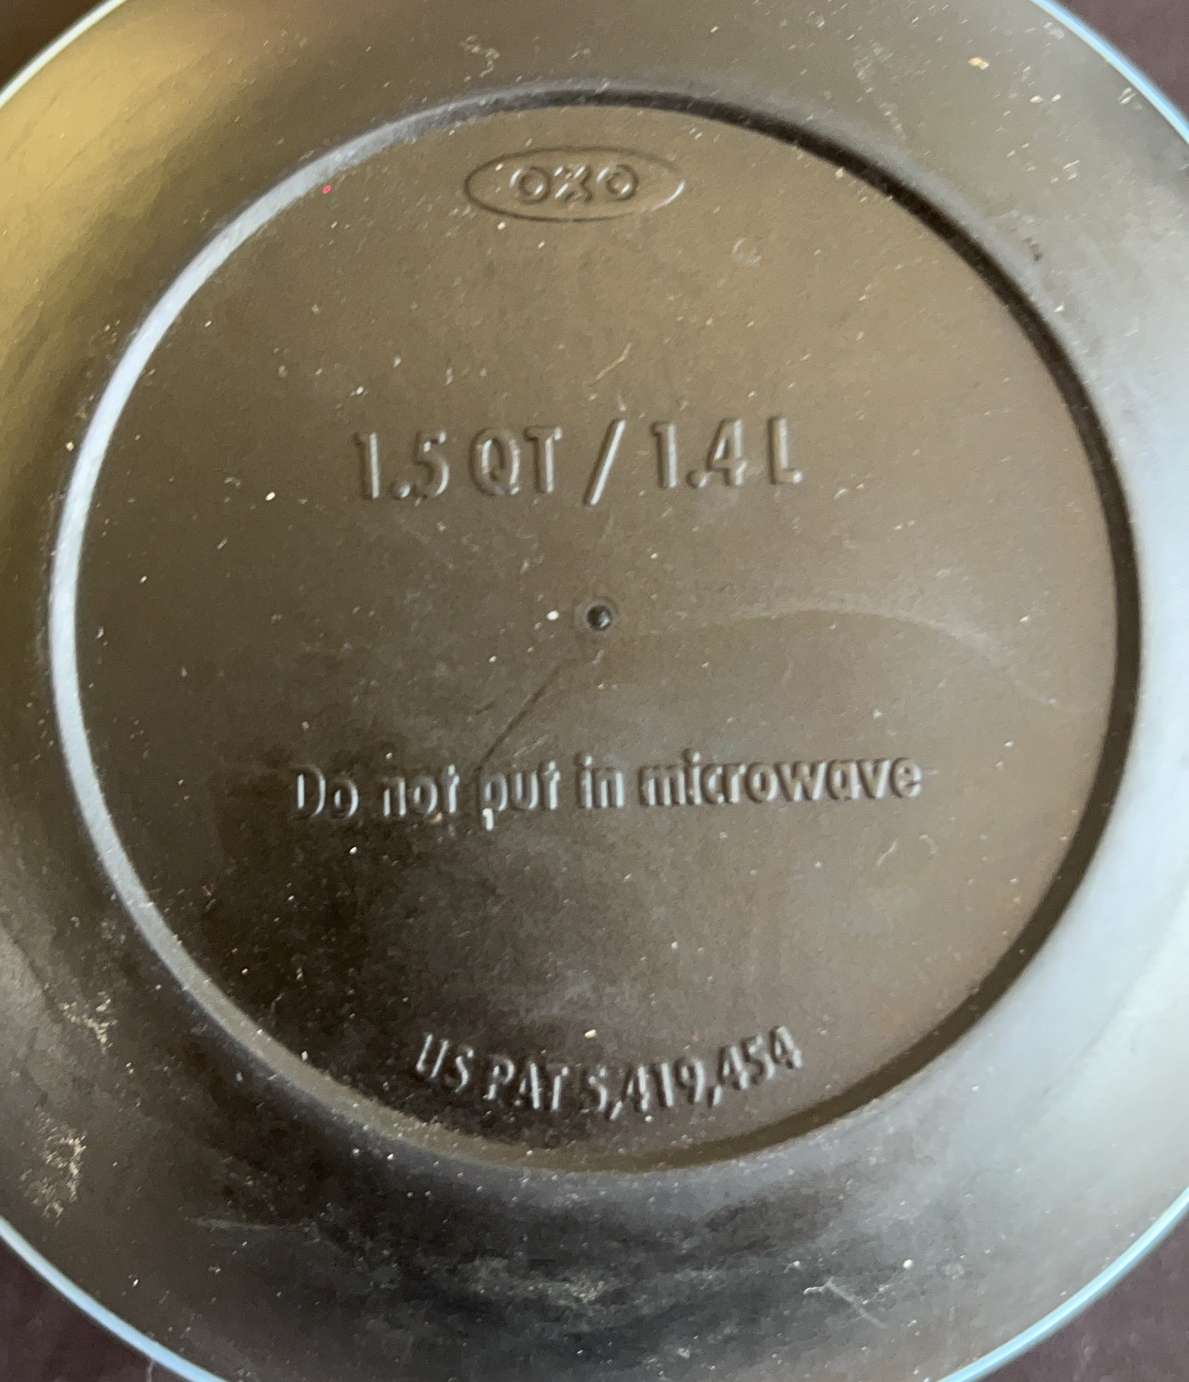 OXO
1.5 QT / 1.4 L
Do not put in microwave
US PAT 5,419,454